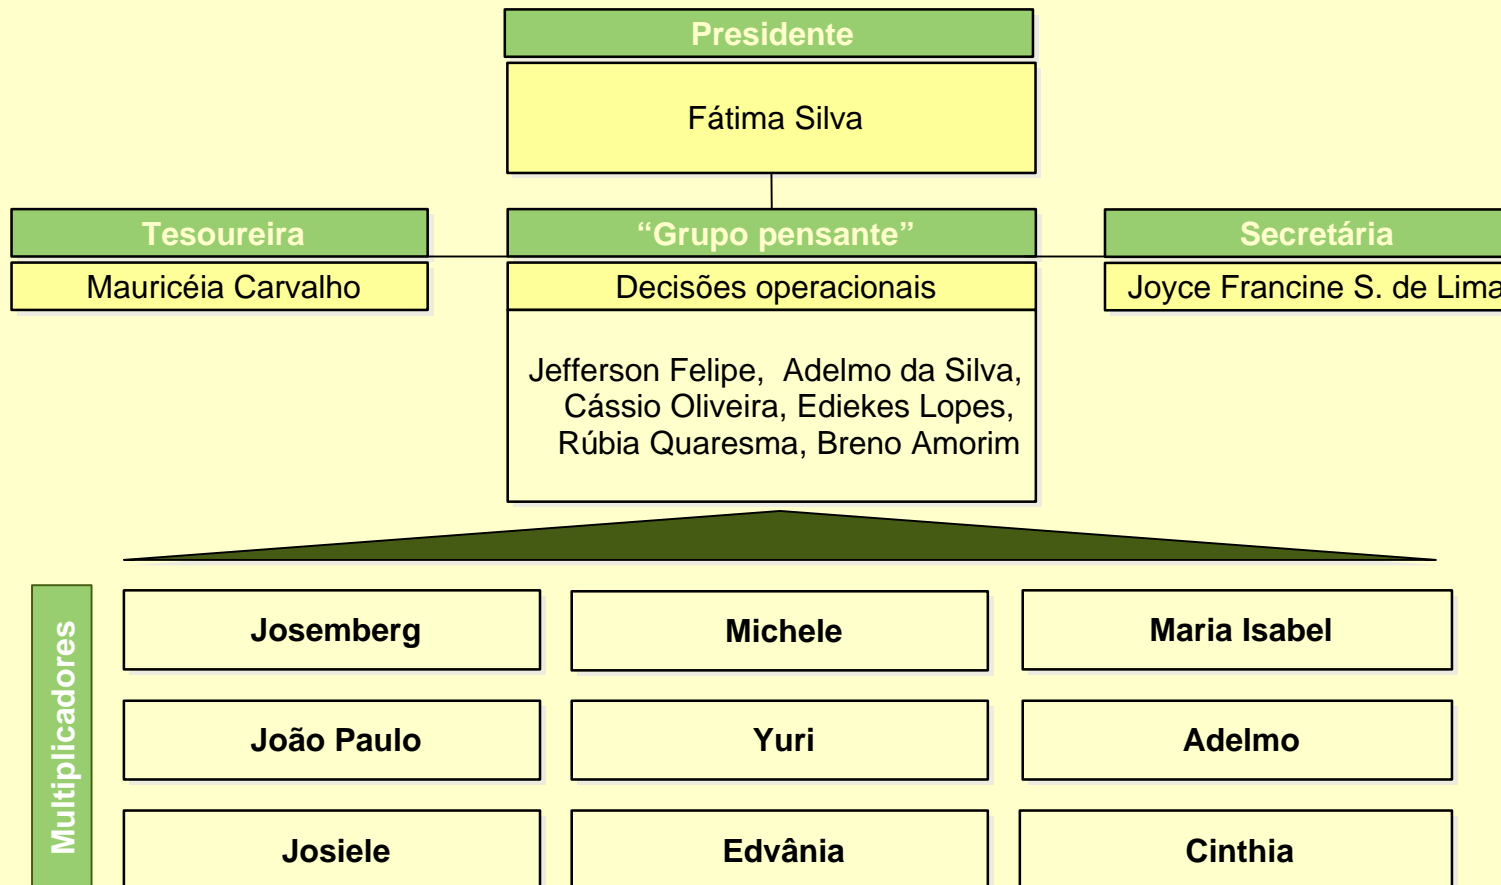 Presidente
Fátima Silva
Tesoureira
Mauricéia Carvalho
“Grupo pensante”
Decisões operacionais
Jefferson Felipe, Adelmo da Silva,
Cássio Oliveira, Ediekes Lopes,
Rúbia Quaresma, Breno Amorim
Secretária
Joyce Francine S. de Lima
Multiplicadores
Josemberg
Michele
Maria Isabel
João Paulo
Yuri
Adelmo
Josiele
Edvânia
Cinthia